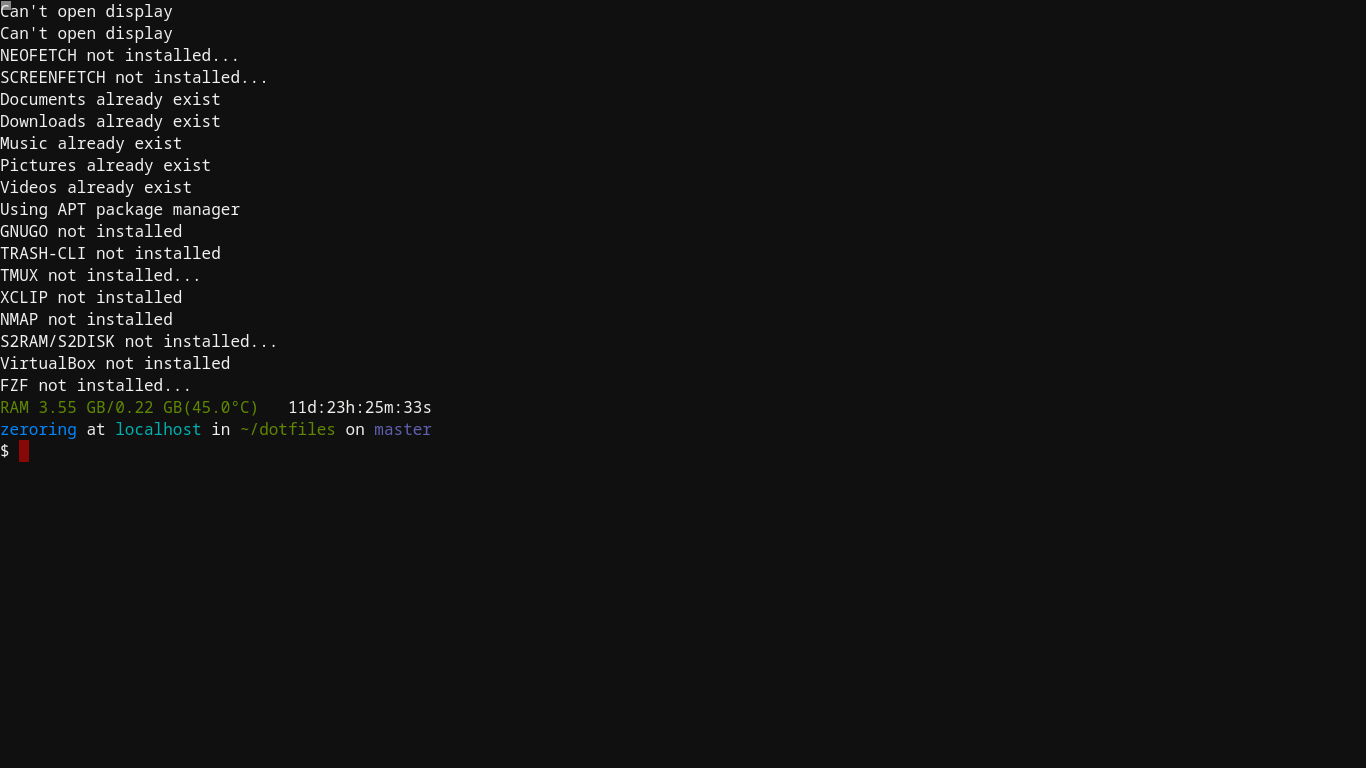 Can't open display
Can't open display
NEOFETCH not installed...
SCREENFETCH not installed...
Documents already exist
Downloads already exist
Music already exist
Pictures already exist
Videos already exist
Using APT package manager
GNUGO not installed
TRASH-CLI not installed
TMUX not installed...
XCLIP not installed
NMAP not installed
S2RAM/S2DISK not installed...
VirtualBox not installed
FZF not installed...
RAM 3.55 GB/0.22 GB(45.0°C)   11d:23h:25m:33s
zeroring at localhost in ~/dotfiles on master
$